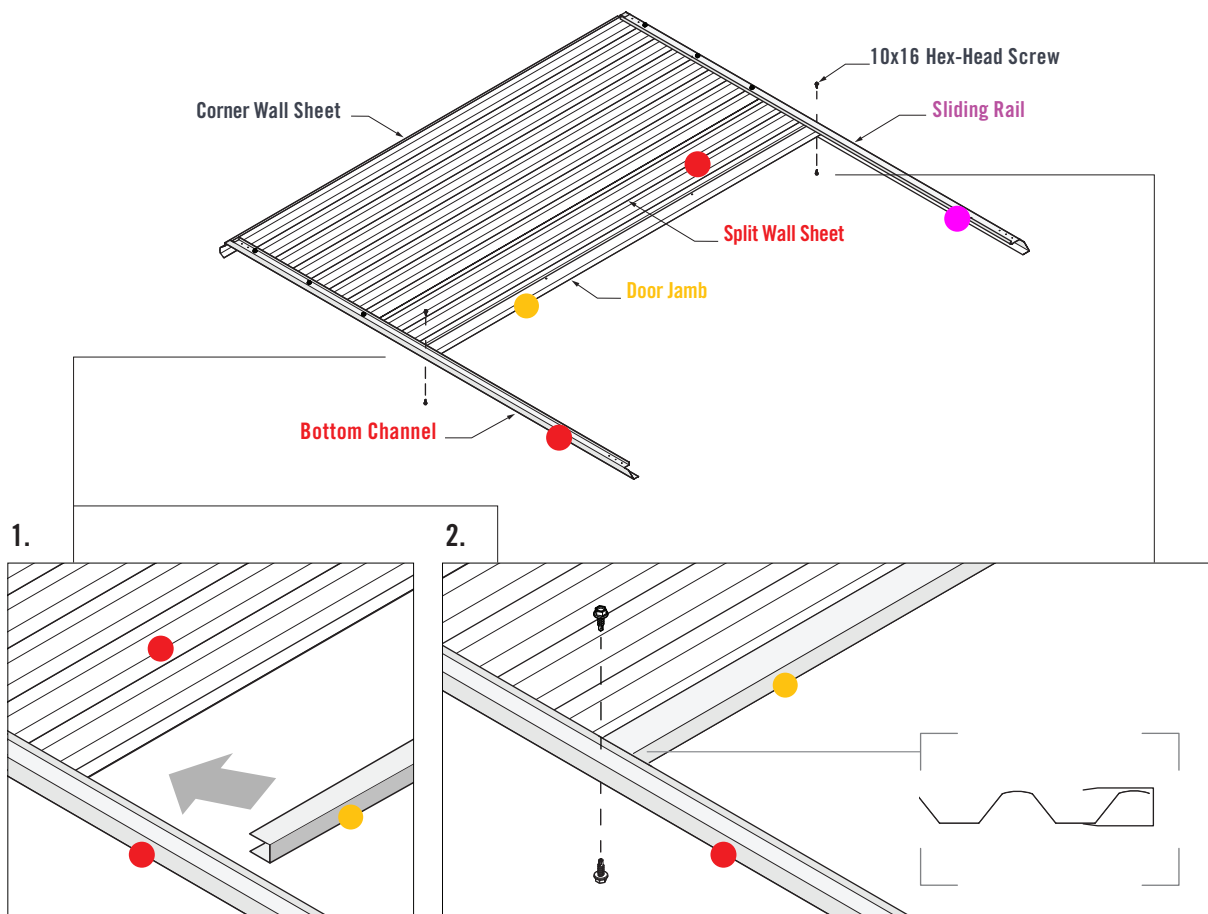 10x16 Hex-Head Screw
Corner Wall Sheet
Sliding Rail
Split Wall Sheet
Door Jamb
Bottom Channel
1.
2.